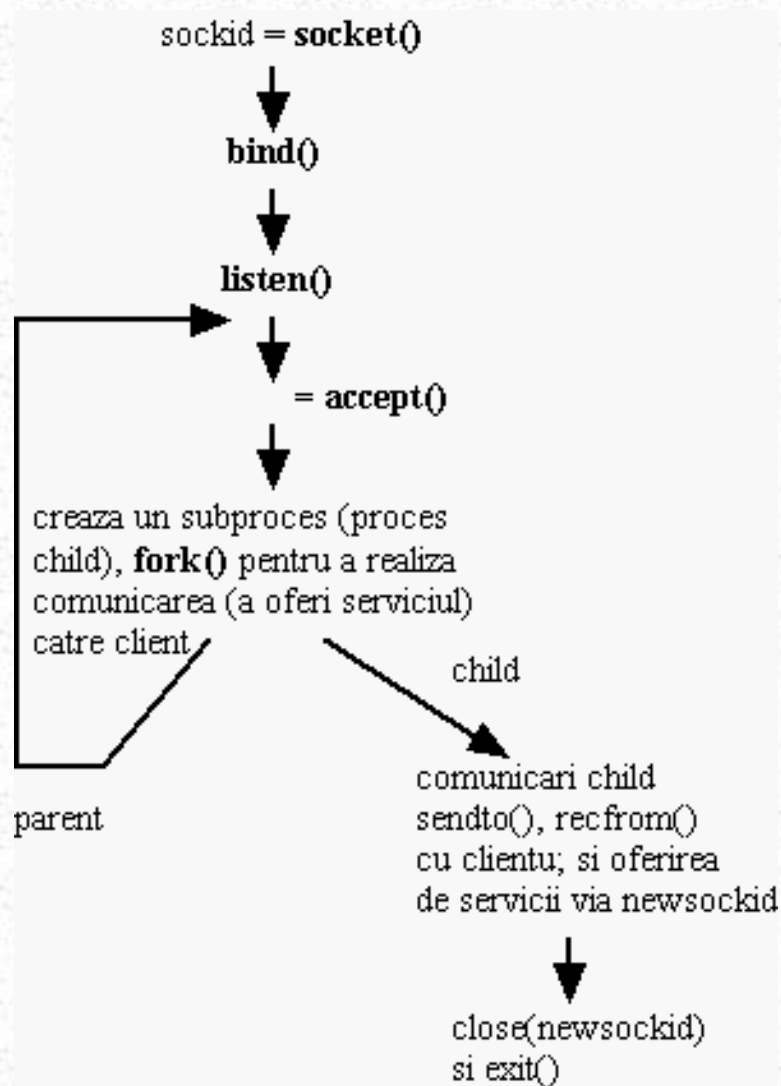 sockid = socket()
bind()
listen()
= accept()
creaza un subproces (proces
child), fork() pentru a realiza
comunicarea (a oferi serviciul)
catre client
child
parent
comunicari child
sendto(), recfrom()
cu clientu; si oferirea
de servicii via newsockid
close(newsockid)
si exit()